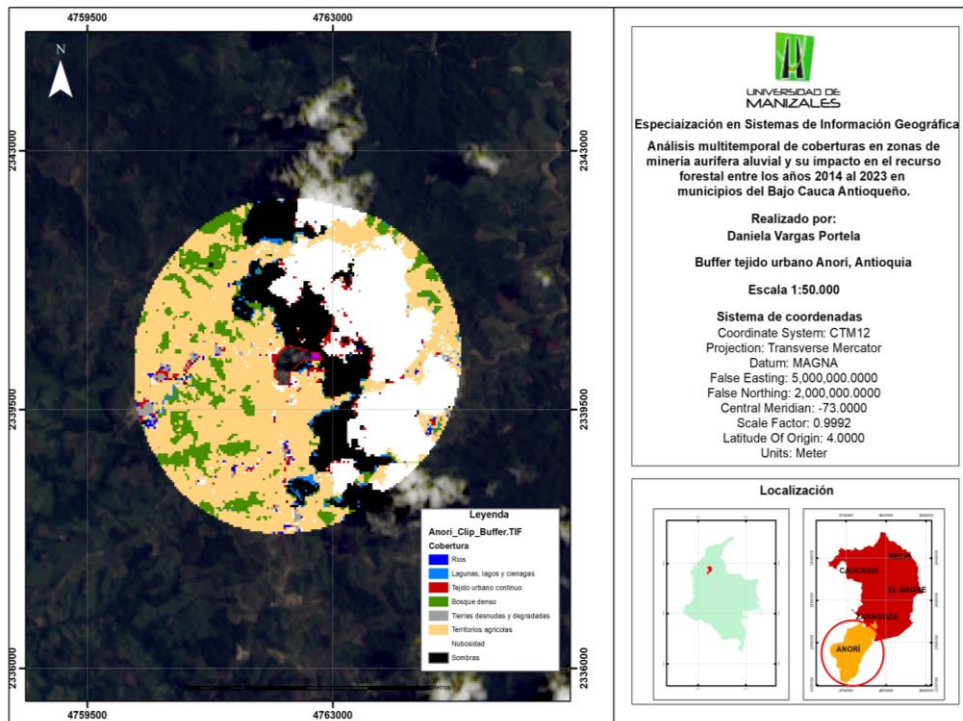 4759500
4763000
N
2343000
2343000
2339500
2339500
2336000
2336000
4759500
4763000
Leyenda
Anori_Clip_Buffer.TIF
Cobertura
Ríos
Lagunas, lagos y cienagas
Tejido urbano continuo
Bosque denso
Tierras desnudas y degradadas
Territorios agrícolas
Nubosidad
Sombras
UNIVERSIDAD DE
MANIZALES
Especiaización en Sistemas de Información Geográfica
Análisis multitemporal de coberturas en zonas de
minería aurífera aluvial y su impacto en el recurso
forestal entre los años 2014 al 2023 en
municipios del Bajo Cauca Antioqueño.
Realizado por:
Daniela Vargas Portela
Buffer tejido urbano Anorí, Antioquia
Escala 1:50.000
Sistema de coordenadas
Coordinate System: CTM12
Projection: Transverse Mercator
Datum: MAGNA
False Easting: 5,000,000.0000
False Northing: 2,000,000.0000
Central Meridian: -73.0000
Scale Factor: 0.9992
Latitude Of Origin: 4.0000
Units: Meter
Localización
CAUCASIA
EL BAGRE
ZARAGOZA
ANORÍ